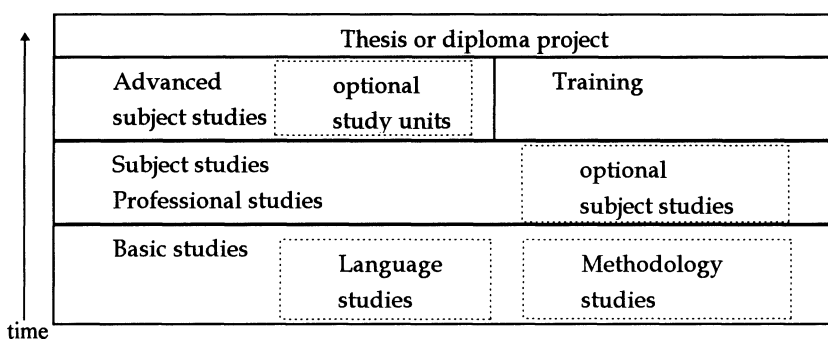 Thesis or diploma project
Advanced
subject studies
optional
study units
Training
Subject studies
Professional studies
optional
subject studies
Basic studies
Language
studies
Methodology
studies
time